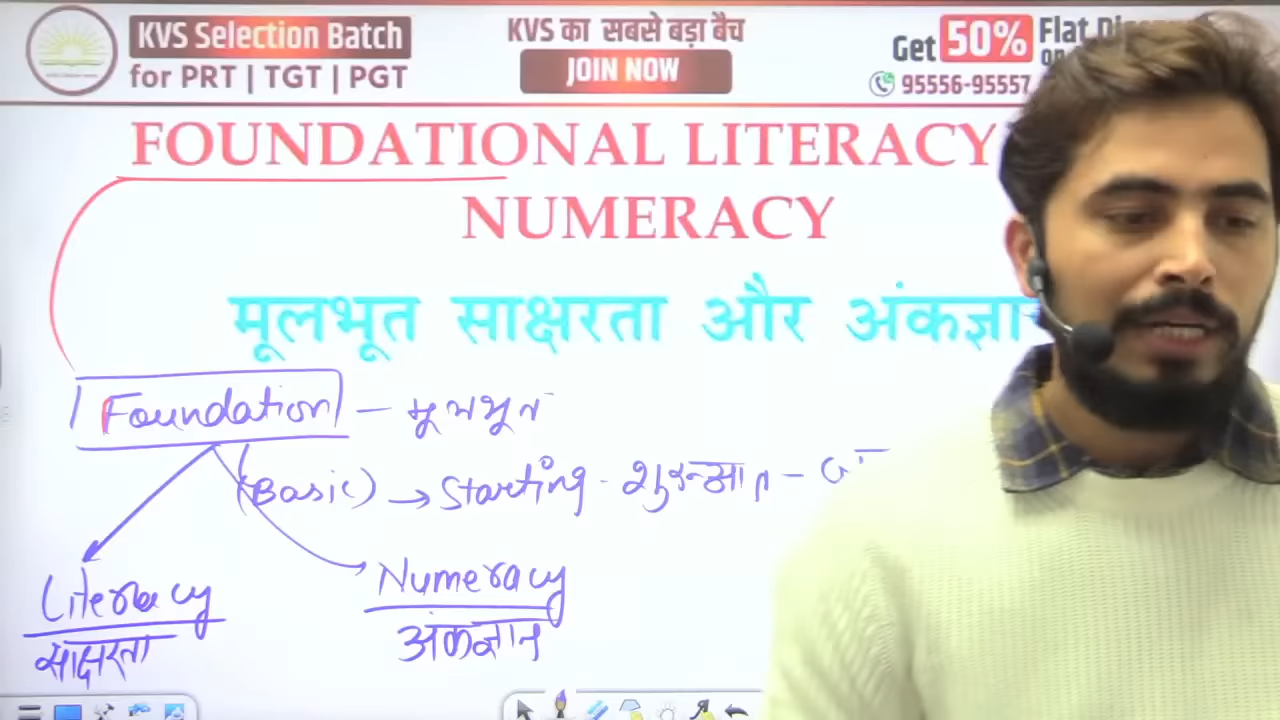 KVS Selection Batch
for PRT | TGT | PGT
KVS का सबसे बड़ा बैच
JOIN NOW
Get 50% Flat
95556-95557
FOUNDATIONAL LITERACY
NUMERACY
मूलभूत साक्षरता और
Foundation – मूलभूत
(Basic) → Starting - शुरुआत –
Literacy
साक्षरता
Numeracy
अंकज्ञान